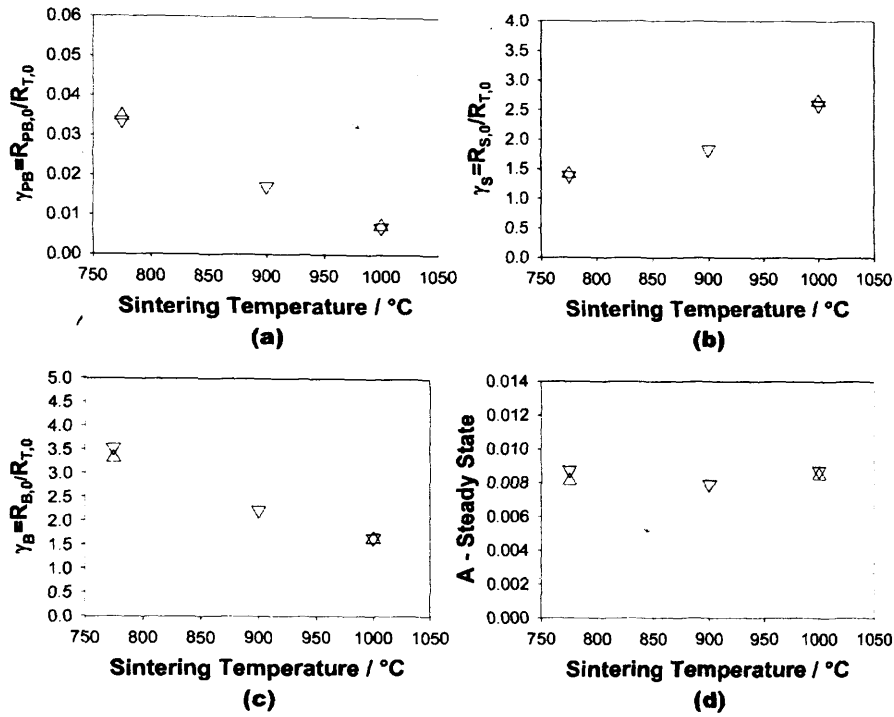 0.06
0.05
0.04
0.03
0.02
0.01
0.00
γPB=RPB,0/RT,0
750 800 850 900 950 1000 1050
Sintering Temperature / °C
(a)
4.0
3.5
3.0
2.5
2.0
1.5
1.0
0.5
0.0
γS=RS,0/RT,0
750 800 850 900 950 1000 1050
Sintering Temperature / °C
(b)
5.0
4.5
4.0
3.5
3.0
2.5
2.0
1.5
1.0
0.5
0.0
γB=RB,0/RT,0
750 800 850 900 950 1000 1050
Sintering Temperature / °C
(c)
0.014
0.012
0.010
0.008
0.006
0.004
0.002
0.000
A - Steady State
750 800 850 900 950 1000 1050
Sintering Temperature / °C
(d)